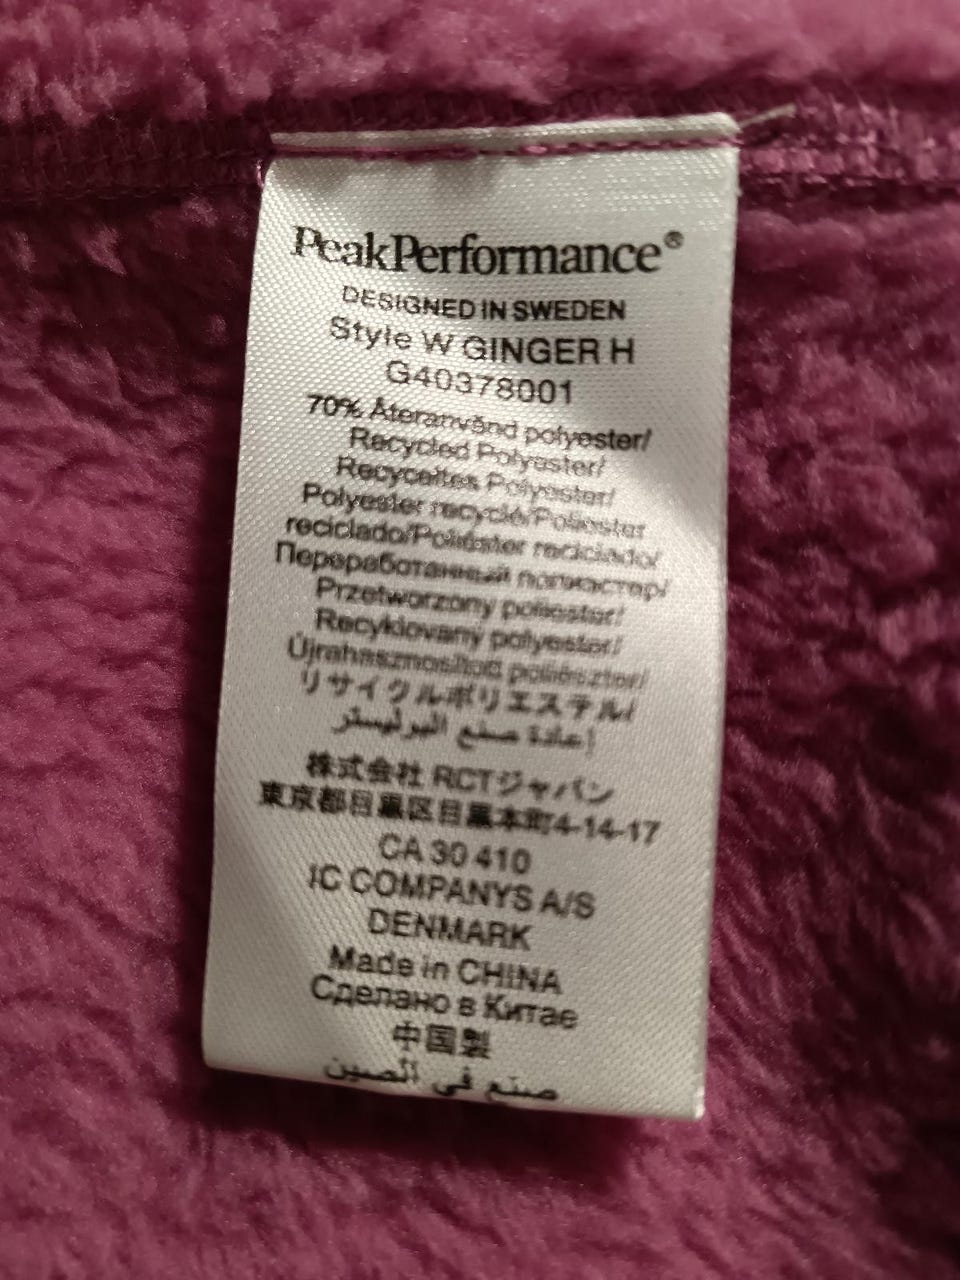 PeakPerformance®
DESIGNED IN SWEDEN
Style W GINGER H
G40378001
70% Återanvänd polyester/
Recycled Polyester/
Recyceltes Polyester/
Polyester recyclé/Poliester
reciclado/Poliéster reciclado/
Переработанный полиэстер/
Przetworzony poliester/
Recyklovaný polyester/
Újrahasznosított poliészter/
リサイクルポリエステル/
إعادة صنع البوليستر
株式会社 RCTジャパン
東京都目黒区目黒本町4-14-17
CA 30 410
IC COMPANYS A/S
DENMARK
Made in CHINA
Сделано в Китае
中国製
صنع في الصين